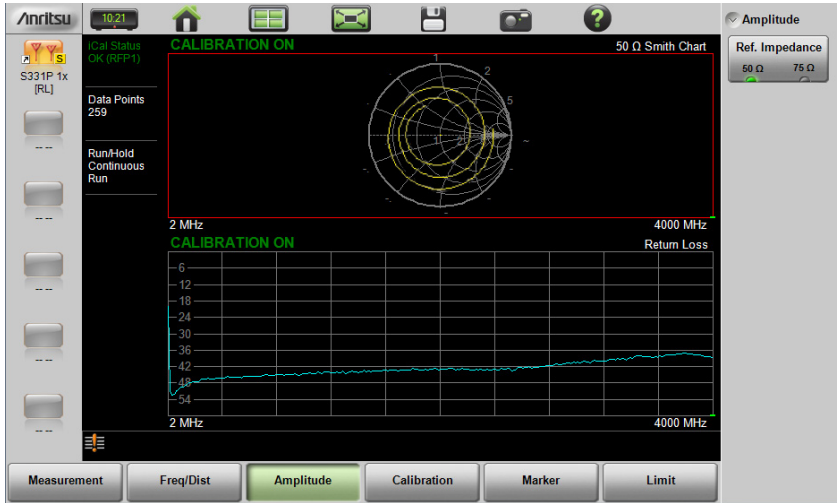 Anritsu
10:21
?
Amplitude
iCal Status
OK (RFP1)
CALIBRATION ON
50 Ω Smith Chart
Ref. Impedance
50 Ω
75 Ω
S
S331P 1x
[RL]
Data Points
259
Run/Hold
Continuous
Run
1
2
5
1
2
~
-- --
-- --
-- --
-- --
-- --
2 MHz
4000 MHz
CALIBRATION ON
Return Loss
-6
-12
-18
-24
-30
-36
-42
-48
-54
2 MHz
4000 MHz
Measurement
Freq/Dist
Amplitude
Calibration
Marker
Limit